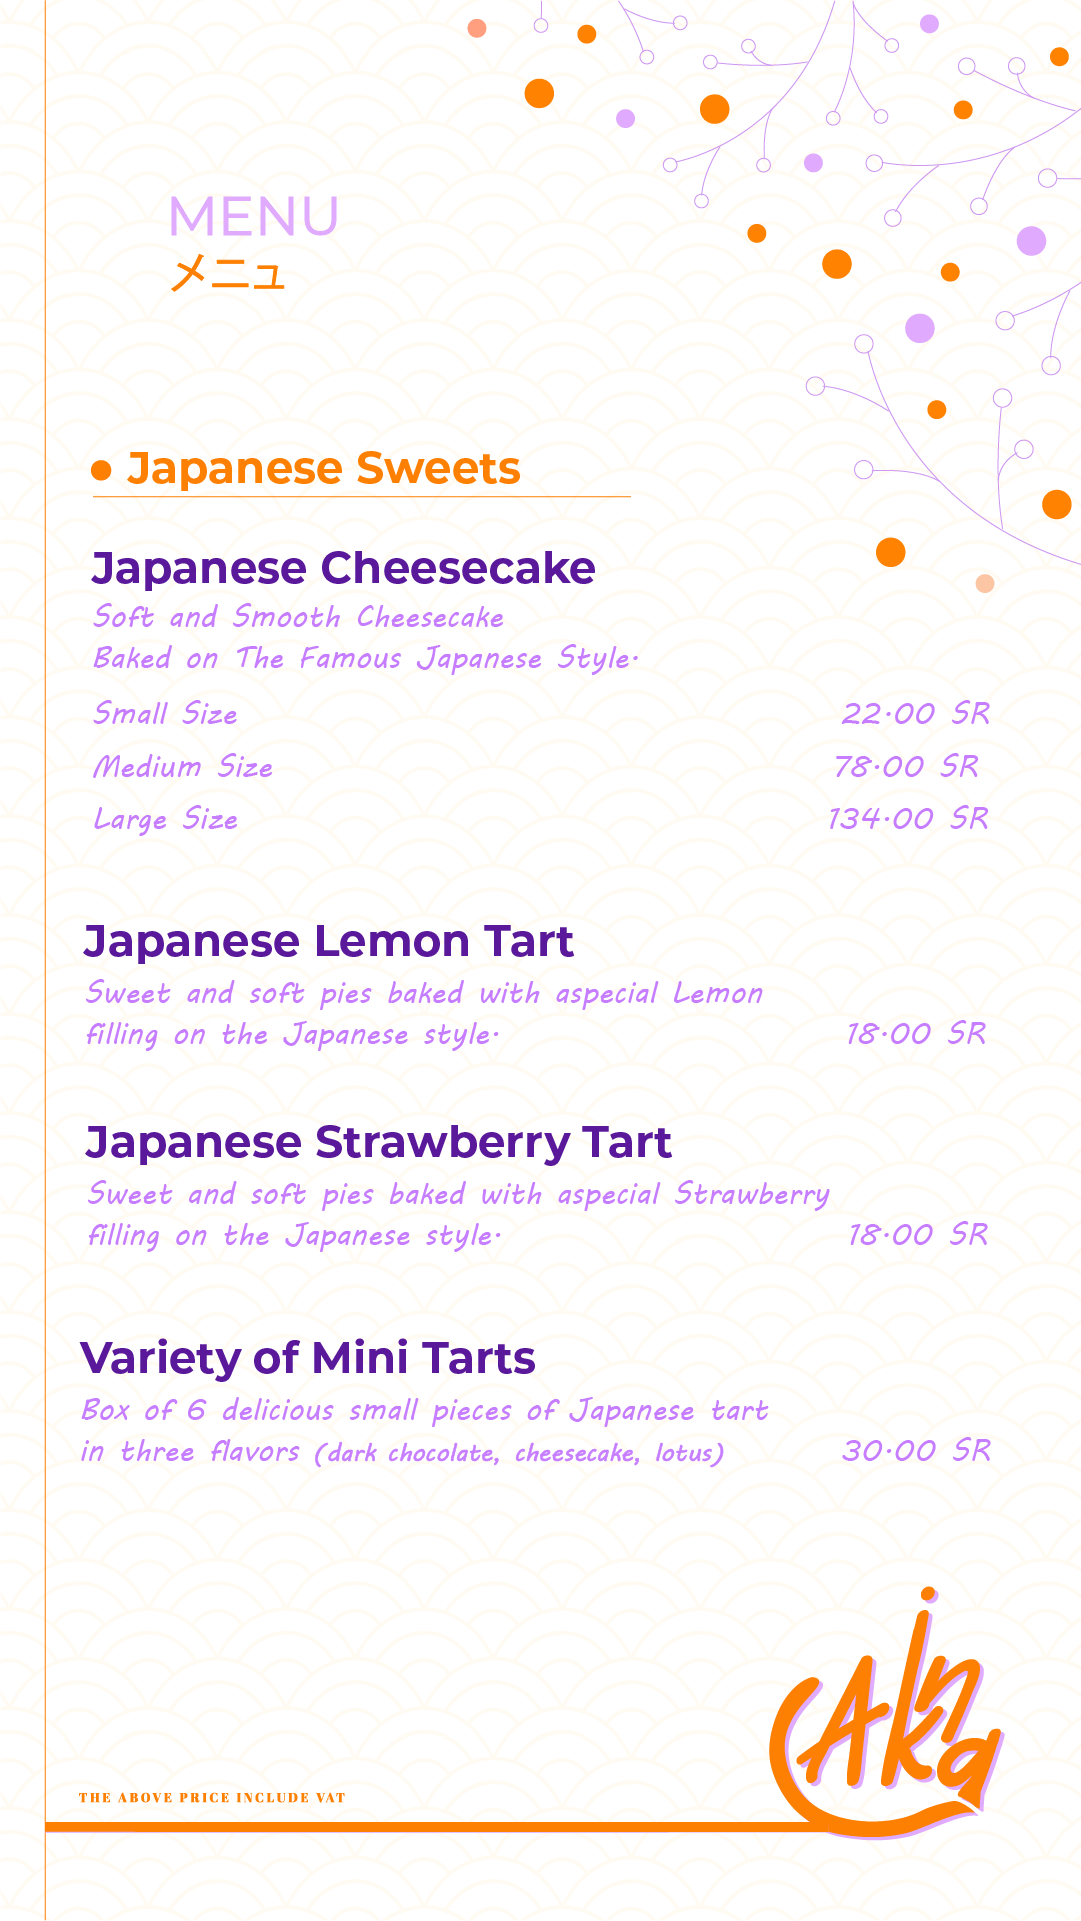 MENU
メニュ
Japanese Sweets
Japanese Cheesecake
Soft and Smooth Cheesecake
Baked on The Famous Japanese Style.
Small Size 22.00 SR
Medium Size 78.00 SR
Large Size 134.00 SR
Japanese Lemon Tart
Sweet and soft pies baked with aspecial Lemon
filling on the Japanese style. 18.00 SR
Japanese Strawberry Tart
Sweet and soft pies baked with aspecial Strawberry
filling on the Japanese style. 18.00 SR
Variety of Mini Tarts
Box of 6 delicious small pieces of Japanese tart
in three flavors (dark chocolate, cheesecake, lotus) 30.00 SR
THE ABOVE PRICE INCLUDE VAT